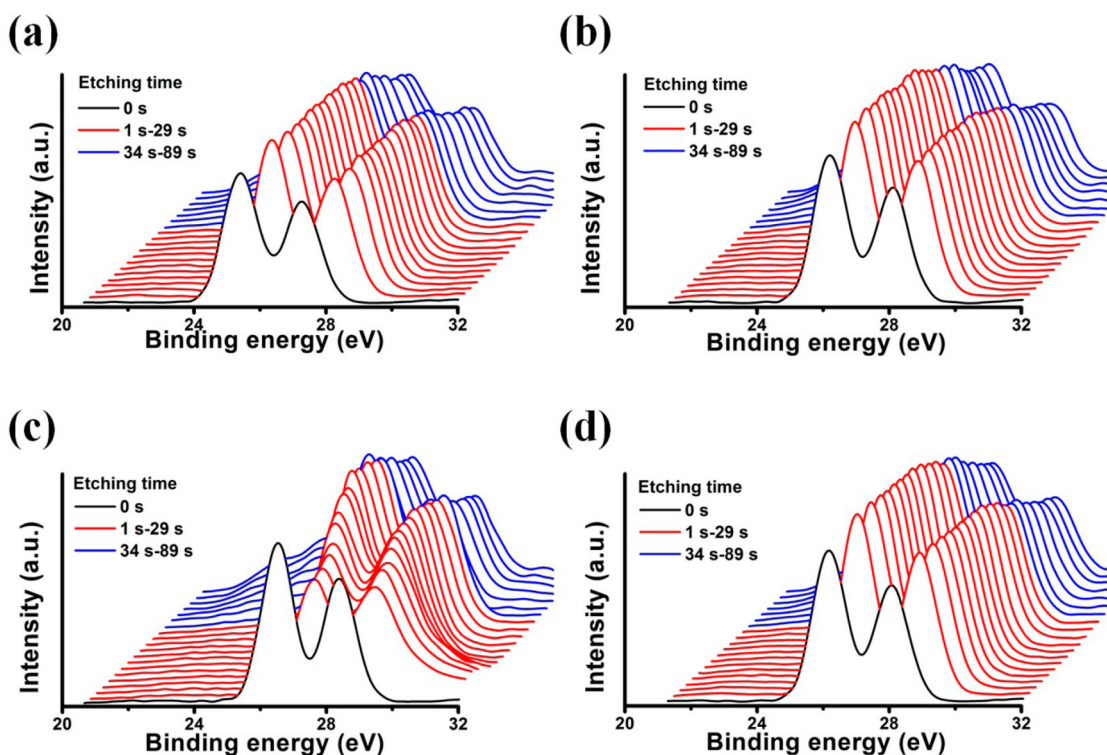 (a)
Etching time
0 s
1 s-29 s
34 s-89 s
Intensity (a.u.)
20 24 28 32
Binding energy (eV)
(b)
Etching time
0 s
1 s-29 s
34 s-89 s
Intensity (a.u.)
20 24 28 32
Binding energy (eV)
(c)
Etching time
0 s
1 s-29 s
34 s-89 s
Intensity (a.u.)
20 24 28 32
Binding energy (eV)
(d)
Etching time
0 s
1 s-29 s
34 s-89 s
Intensity (a.u.)
20 24 28 32
Binding energy (eV)